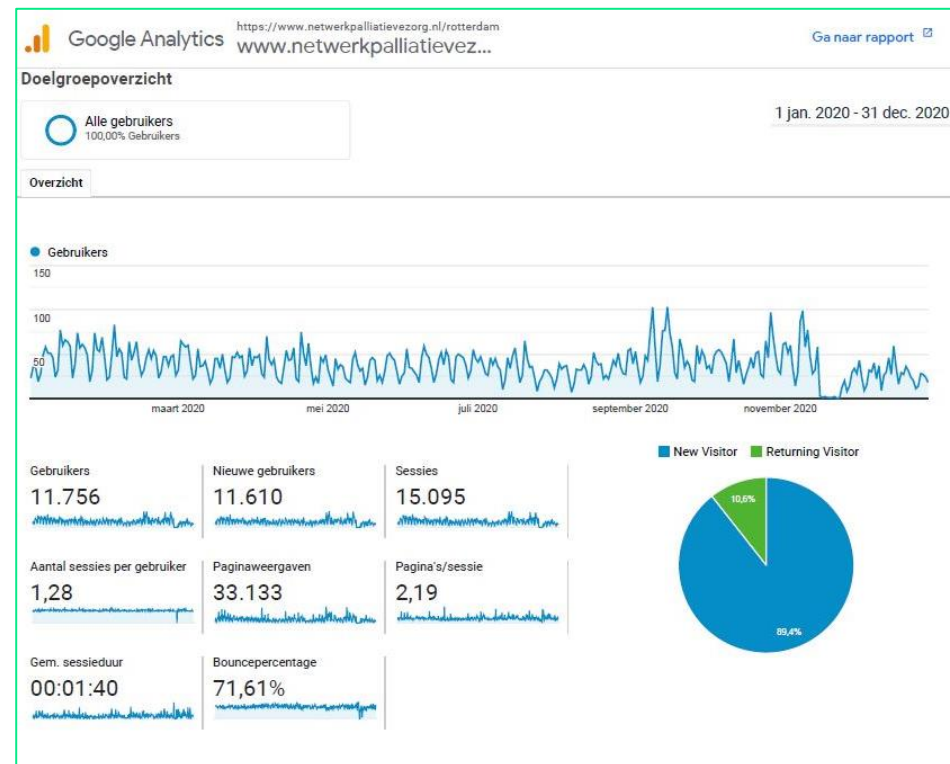 Google Analytics
https://www.netwerkpalliatievezorg.nl/rotterdam
www.netwerkpalliatievez...
Ga naar rapport
Doelgroepoverzicht
Alle gebruikers
100,00% Gebruikers
1 jan. 2020 - 31 dec. 2020
Overzicht
Gebruikers
150
100
50
maart 2020 mei 2020 juli 2020 september 2020 november 2020
New Visitor Returning Visitor
Gebruikers Nieuwe gebruikers Sessies
11.756 11.610 15.095
10,6%
Aantal sessies per gebruiker Paginaweergaven Pagina's/sessie
1,28 33.133 2,19
89,4%
Gem. sessieduur Bouncepercentage
00:01:40 71,61%